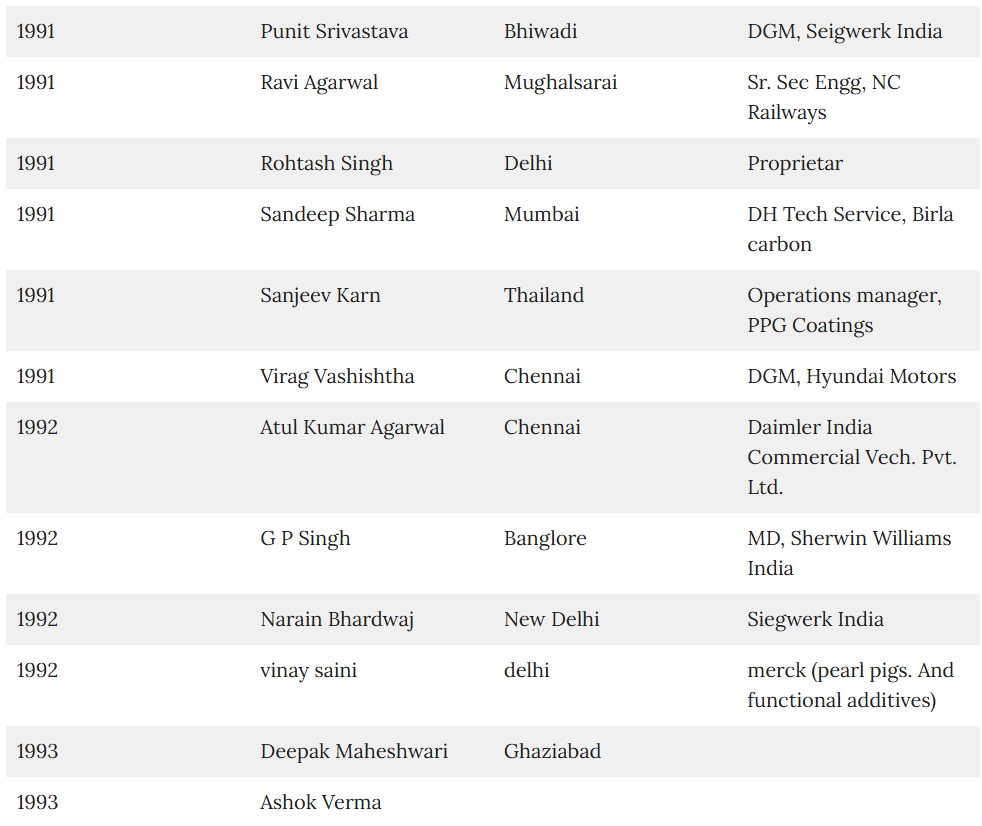 1991 Punit Srivastava Bhiwadi DGM, Seigwerk India
1991 Ravi Agarwal Mughalsarai Sr. Sec Engg, NC
Railways
1991 Rohtash Singh Delhi Proprietar
1991 Sandeep Sharma Mumbai DH Tech Service, Birla
carbon
1991 Sanjeev Karn Thailand Operations manager,
PPG Coatings
1991 Virag Vashishtha Chennai DGM, Hyundai Motors
1992 Atul Kumar Agarwal Chennai Daimler India
Commercial Vech. Pvt.
Ltd.
1992 G P Singh Banglore MD, Sherwin Williams
India
1992 Narain Bhardwaj New Delhi Siegwerk India
1992 vinay saini delhi merck (pearl pigs. And
functional additives)
1993 Deepak Maheshwari Ghaziabad
1993 Ashok Verma